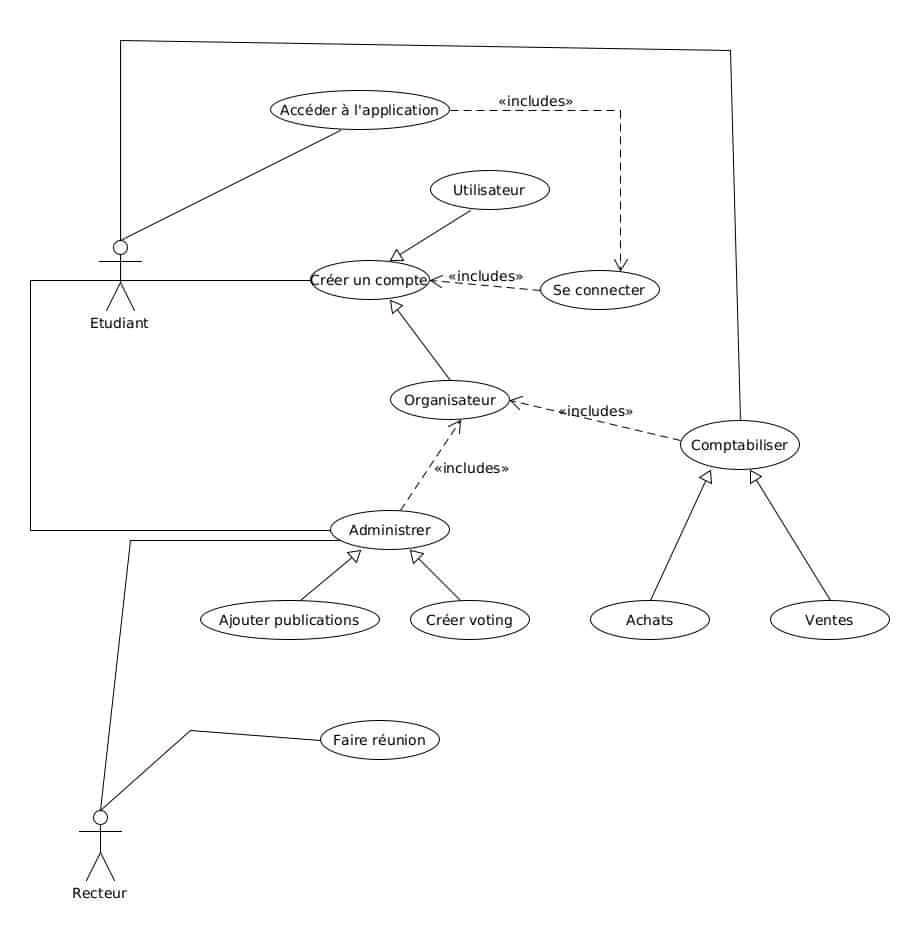 «includes»
Accéder à l'application
Utilisateur
Créer un compte
«includes»
Se connecter
Etudiant
Organisateur
«includes»
Comptabiliser
«includes»
Administrer
Ajouter publications
Créer voting
Achats
Ventes
Faire réunion
Recteur